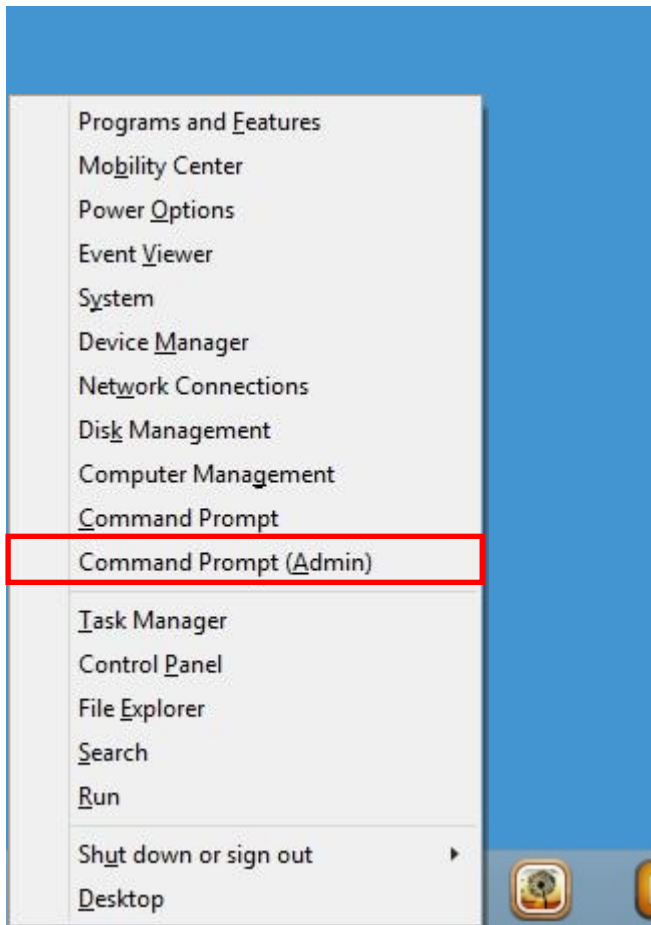 Programs and Features
Mobility Center
Power Options
Event Viewer
System
Device Manager
Network Connections
Disk Management
Computer Management
Command Prompt
Command Prompt (Admin)
Task Manager
Control Panel
File Explorer
Search
Run
Shut down or sign out
Desktop